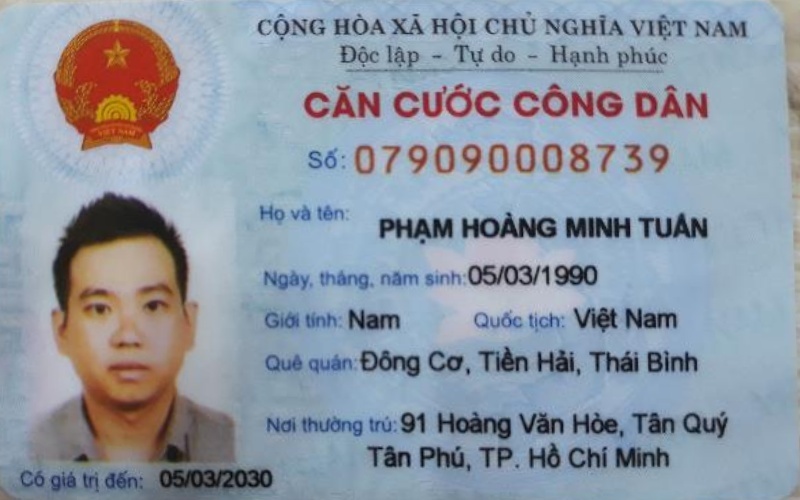 CỘNG HÒA XÃ HỘI CHỦ NGHĨA VIỆT NAM
Độc lập - Tự do - Hạnh phúc
CĂN CƯỚC CÔNG DÂN
Số: 079090008739
Họ và tên: PHẠM HOÀNG MINH TUÂN
Ngày, tháng, năm sinh: 05/03/1990
Giới tính: Nam Quốc tịch: Việt Nam
Quê quán: Đông Cơ, Tiền Hải, Thái Bình
Nơi thường trú: 91 Hoàng Văn Hòe, Tân Quý
Tân Phú, TP. Hồ Chí Minh
Có giá trị đến: 05/03/2030
VIỆT NAM